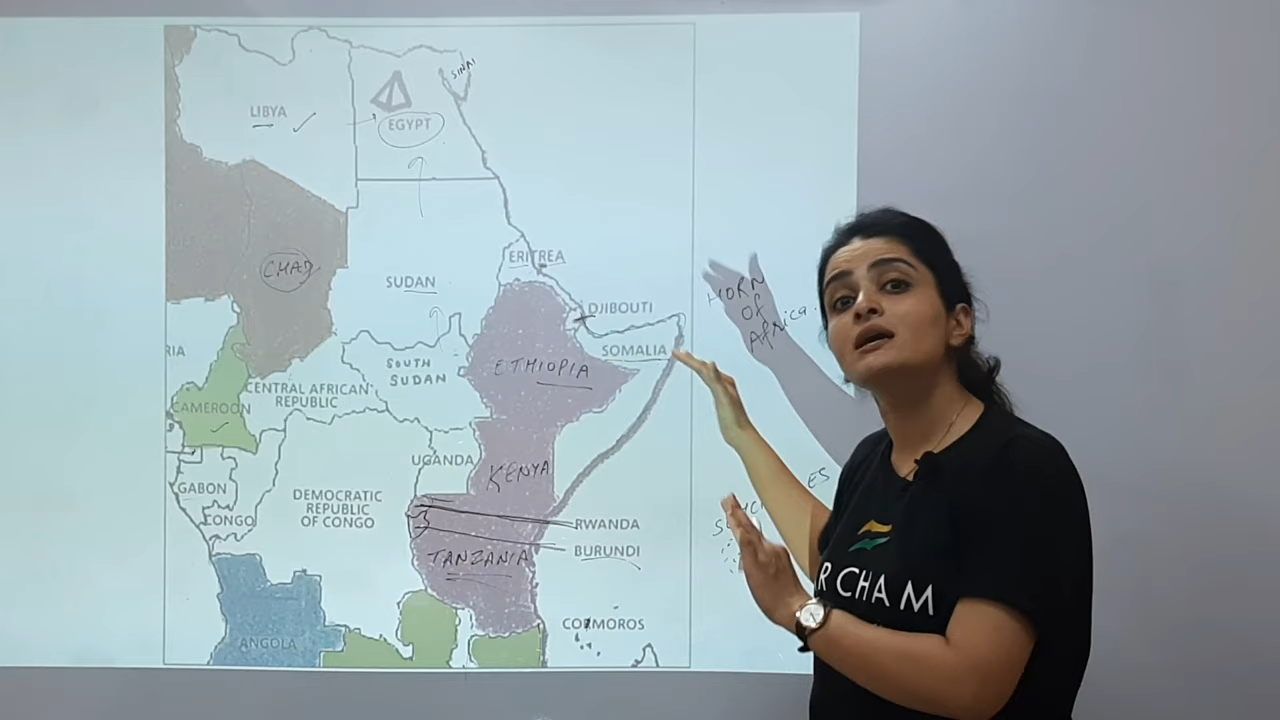 SINAI
LIBYA
EGYPT
CHAD
SUDAN
ERITREA
DJIBOUTI
HORN
OF
Africa.
RIA
SOUTH
SUDAN
ETHIOPIA
SOMALIA
CAMEROON
CENTRAL AFRICAN
REPUBLIC
UGANDA
KENYA
GABON
CONGO
DEMOCRATIC
REPUBLIC
OF CONGO
RWANDA
BURUNDI
TANZANIA
ES
ANGOLA
COMOROS
R CHAM